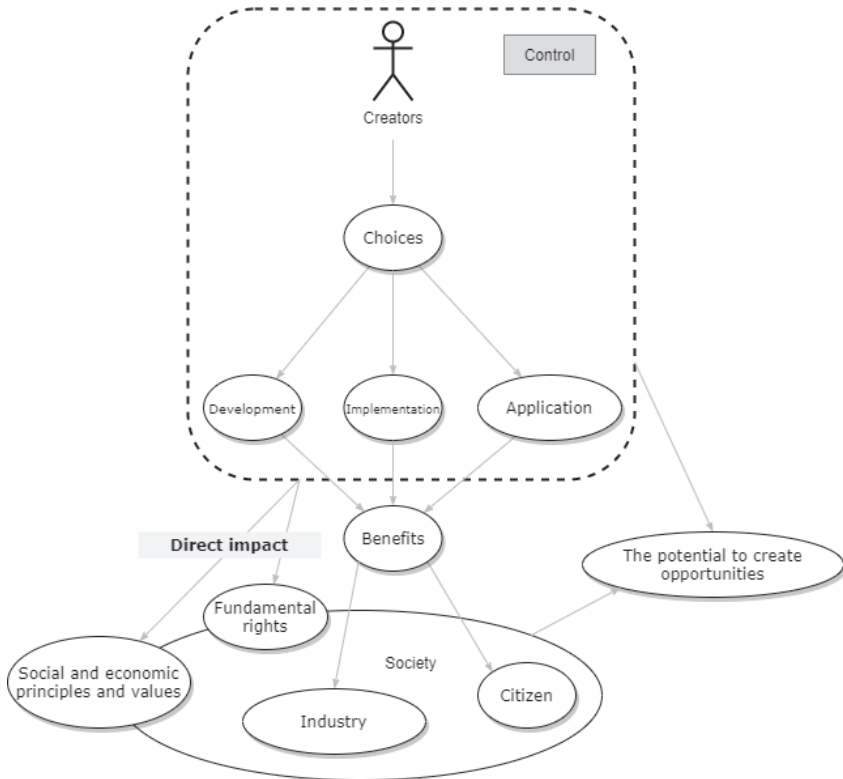 Control
Creators
Choices
Development
Implementation
Application
Direct impact
Benefits
The potential to create
opportunities
Fundamental
rights
Society
Social and economic
principles and values
Citizen
Industry